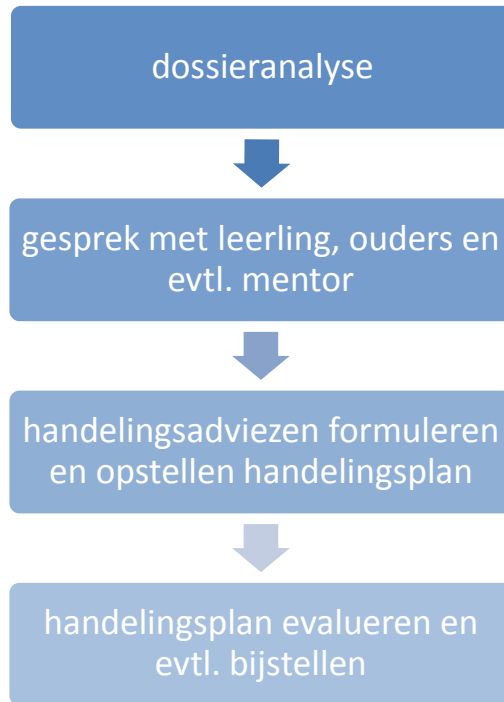 dossieranalyse
gesprek met leerling, ouders en
evtl. mentor
handelingsadviezen formuleren
en opstellen handelingsplan
handelingsplan evalueren en
evtl. bijstellen